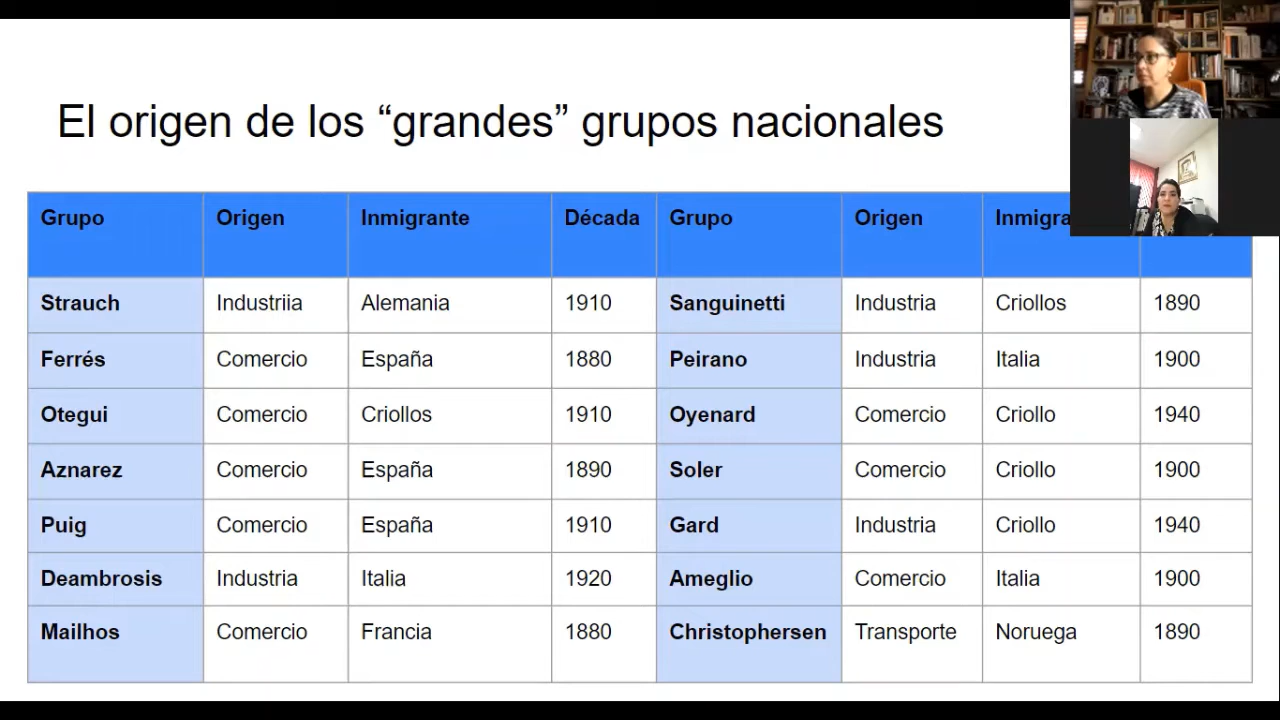 El origen de los “grandes” grupos nacionales
Grupo Origen Inmigrante Década Grupo Origen
Strauch Industriia Alemania 1910 Sanguinetti Industria Criollos 1890
Ferrés Comercio España 1880 Peirano Industria Italia 1900
Otegui Comercio Criollos 1910 Oyenard Comercio Criollo 1940
Aznarez Comercio España 1890 Soler Comercio Criollo 1900
Puig Comercio España 1910 Gard Industria Criollo 1940
Deambrosis Industria Italia 1920 Ameglio Comercio Italia 1900
Mailhos Comercio Francia 1880 Christophersen Transporte Noruega 1890